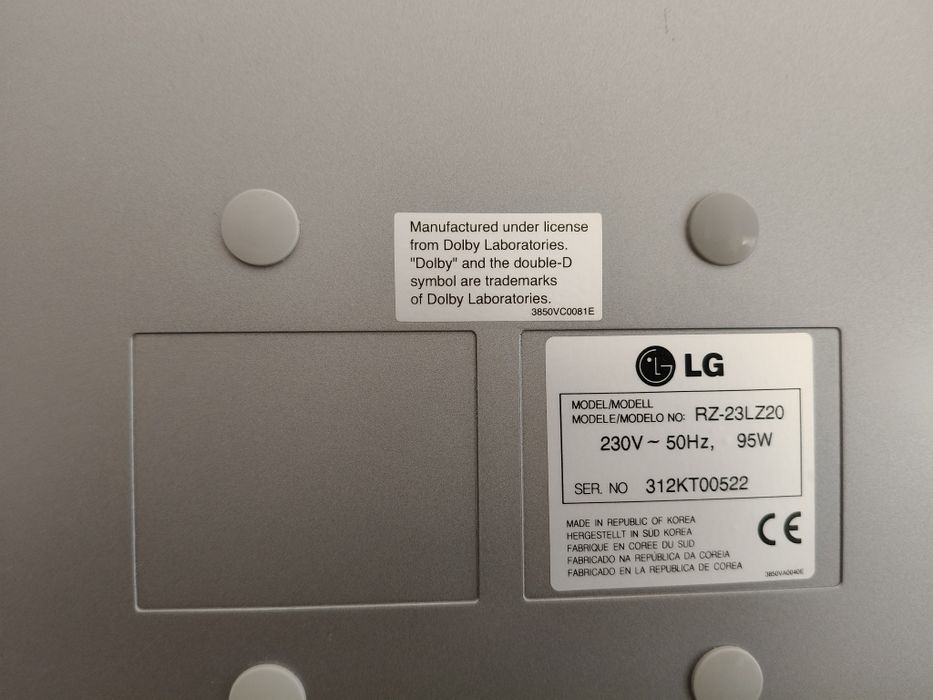 Manufactured under license
from Dolby Laboratories.
"Dolby" and the double-D
symbol are trademarks
of Dolby Laboratories.
3850VC0081E
LG
MODEL/MODELL
MODELE/MODELO NO: RZ-23LZ20
230V ~ 50Hz, 95W
SER. NO 312KT00522
MADE IN REPUBLIC OF KOREA
HERGESTELLT IN SÜD KOREA
FABRIQUE EN COREE DU SUD
FABRICADO NA REPUBLICA DA COREIA
FABRICADO EN LA REPUBLICA DE COREA
CE
3850VA0040E